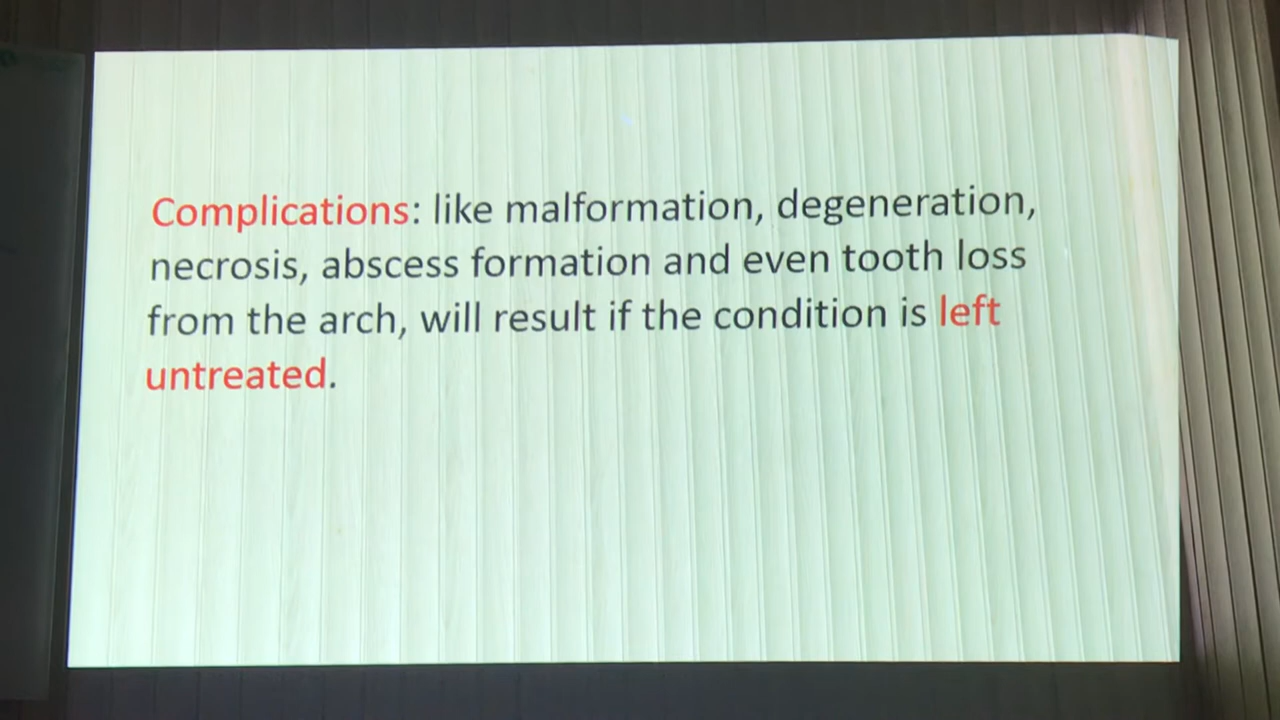 Complications: like malformation, degeneration,
necrosis, abscess formation and even tooth loss
from the arch, will result if the condition is left
untreated.